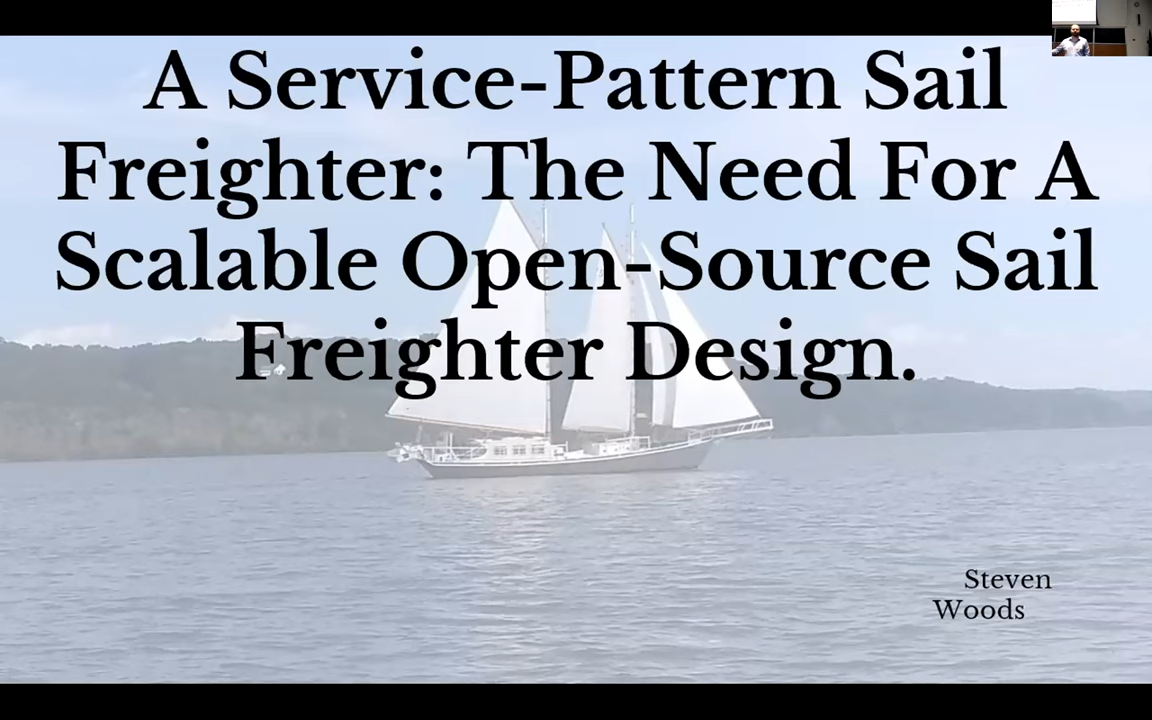 A Service-Pattern Sail
Freighter: The Need For A
Scalable Open-Source Sail
Freighter Design.
Steven
Woods